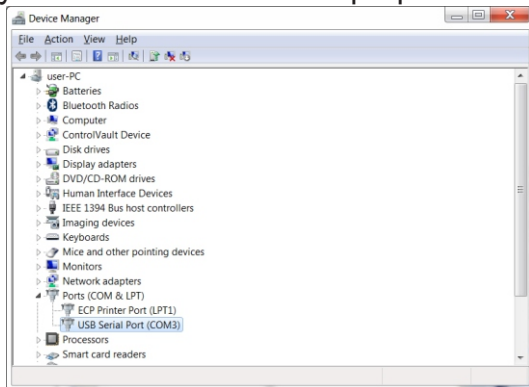 Device Manager
File Action View Help
user-PC
Batteries
Bluetooth Radios
Computer
ControlVault Device
Disk drives
Display adapters
DVD/CD-ROM drives
Human Interface Devices
IEEE 1394 Bus host controllers
Imaging devices
Keyboards
Mice and other pointing devices
Monitors
Network adapters
Ports (COM & LPT)
ECP Printer Port (LPT1)
USB Serial Port (COM3)
Processors
Smart card readers